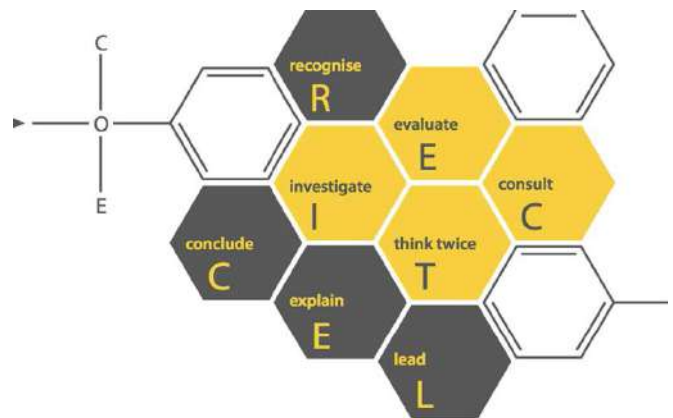 C
O
E
recognise
R
evaluate
E
investigate
I
consult
C
conclude
C
think twice
T
explain
E
lead
L